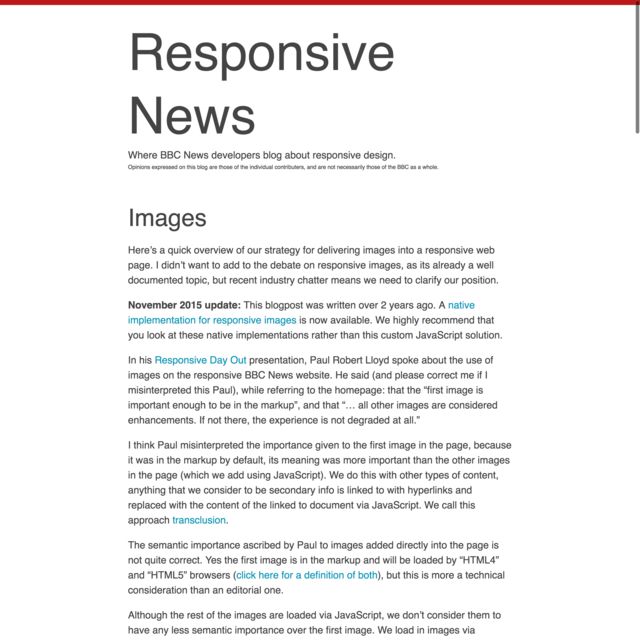 Responsive
News
Where BBC News developers blog about responsive design.
Opinions expressed on this blog are those of the individual contributers, and are not necessarily those of the BBC as a whole.
Images
Here's a quick overview of our strategy for delivering images into a responsive web
page. I didn't want to add to the debate on responsive images, as its already a well
documented topic, but recent industry chatter means we need to clarify our position.
November 2015 update: This blogpost was written over 2 years ago. A native
implementation for responsive images is now available. We highly recommend that
you look at these native implementations rather than this custom JavaScript solution.
In his Responsive Day Out presentation, Paul Robert Lloyd spoke about the use of
images on the responsive BBC News website. He said (and please correct me if I
misinterpreted this Paul), while referring to the homepage: that the “first image is
important enough to be in the markup”, and that “… all other images are considered
enhancements. If not there, the experience is not degraded at all.”
I think Paul misinterpreted the importance given to the first image in the page, because
it was in the markup by default, its meaning was more important than the other images
in the page (which we add using JavaScript). We do this with other types of content,
anything that we consider to be secondary info is linked to with hyperlinks and
replaced with the content of the linked to document via JavaScript. We call this
approach transclusion.
The semantic importance ascribed by Paul to images added directly into the page is
not quite correct. Yes the first image is in the markup and will be loaded by “HTML4”
and “HTML5” browsers (click here for a definition of both), but this is more a technical
consideration than an editorial one.
Although the rest of the images are loaded via JavaScript, we don't consider them to
have any less semantic importance over the first image. We load in images via